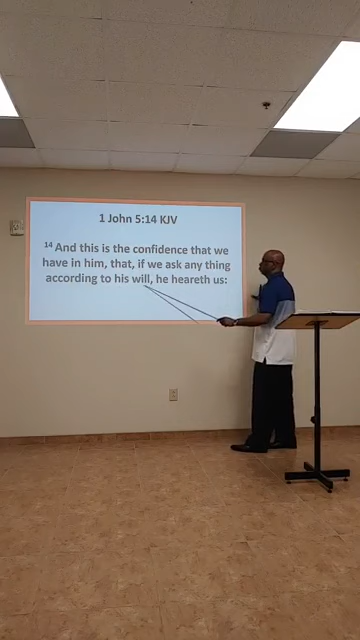 1 John 5:14 KJV
14 And this is the confidence that we
have in him, that, if we ask any thing
according to his will, he heareth us: